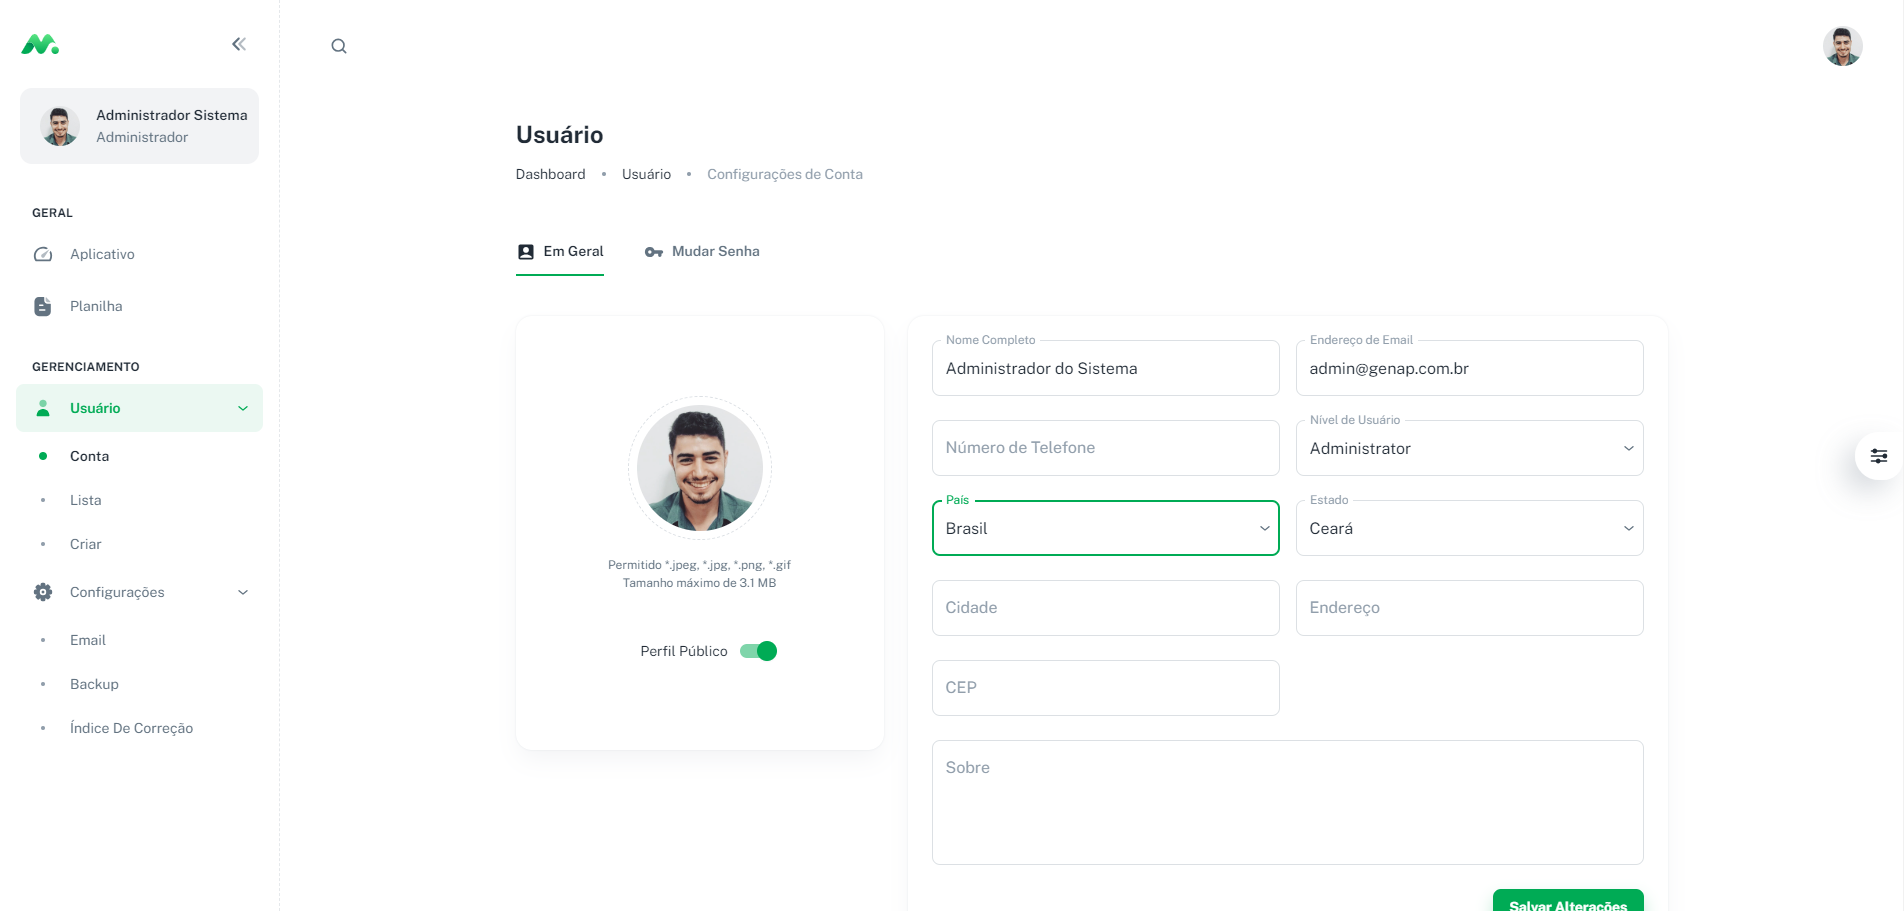 Administrador Sistema
Administrador
GERAL
Aplicativo
Planilha
GERENCIAMENTO
Usuário
Conta
Lista
Criar
Configurações
Email
Backup
Índice De Correção
Usuário
Dashboard • Usuário • Configurações de Conta
Em Geral
Mudar Senha
Permitido *.jpeg, *.jpg, *.png, *.gif
Tamanho máximo de 3.1 MB
Perfil Público
Nome Completo
Administrador do Sistema
Endereço de Email
admin@genap.com.br
Número de Telefone
Nível de Usuário
Administrator
País
Brasil
Estado
Ceará
Cidade
Endereço
CEP
Sobre
Salvar Alterações